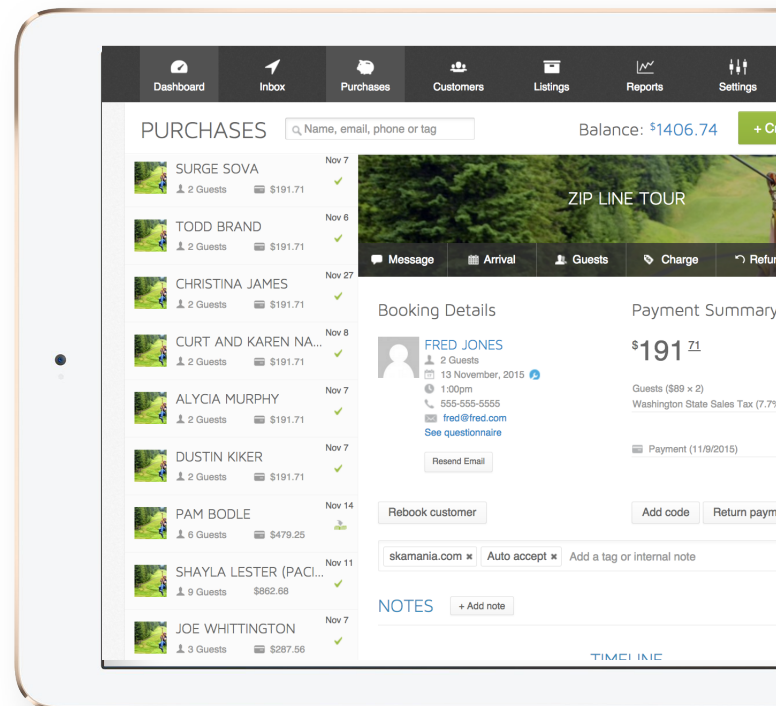 Dashboard Inbox Purchases Customers Listings Reports Settings
PURCHASES
Name, email, phone or tag
Balance: $1406.74
SURGE SOVA
Nov 7
2 Guests $191.71
TODD BRAND
Nov 6
2 Guests $191.71
CHRISTINA JAMES
Nov 27
2 Guests $191.71
CURT AND KAREN NA...
Nov 8
2 Guests $191.71
ALYCIA MURPHY
Nov 7
2 Guests $191.71
DUSTIN KIKER
Nov 7
2 Guests $191.71
PAM BODLE
Nov 14
6 Guests $479.25
SHAYLA LESTER (PACI...
Nov 11
9 Guests $862.68
JOE WHITTINGTON
Nov 7
3 Guests $287.56
ZIP LINE TOUR
Message Arrival Guests Charge
Booking Details
FRED JONES
2 Guests
13 November, 2015
1:00pm
555-555-5555
fred@fred.com
See questionnaire
Resend Email
Rebook customer
Payment Summary
$191 71
Guests ($89 × 2)
Washington State Sales Tax (7.7%
Payment (11/9/2015)
Add code Return paym
skamania.com × Auto accept × Add a tag or internal note
NOTES + Add note
TIMELINE